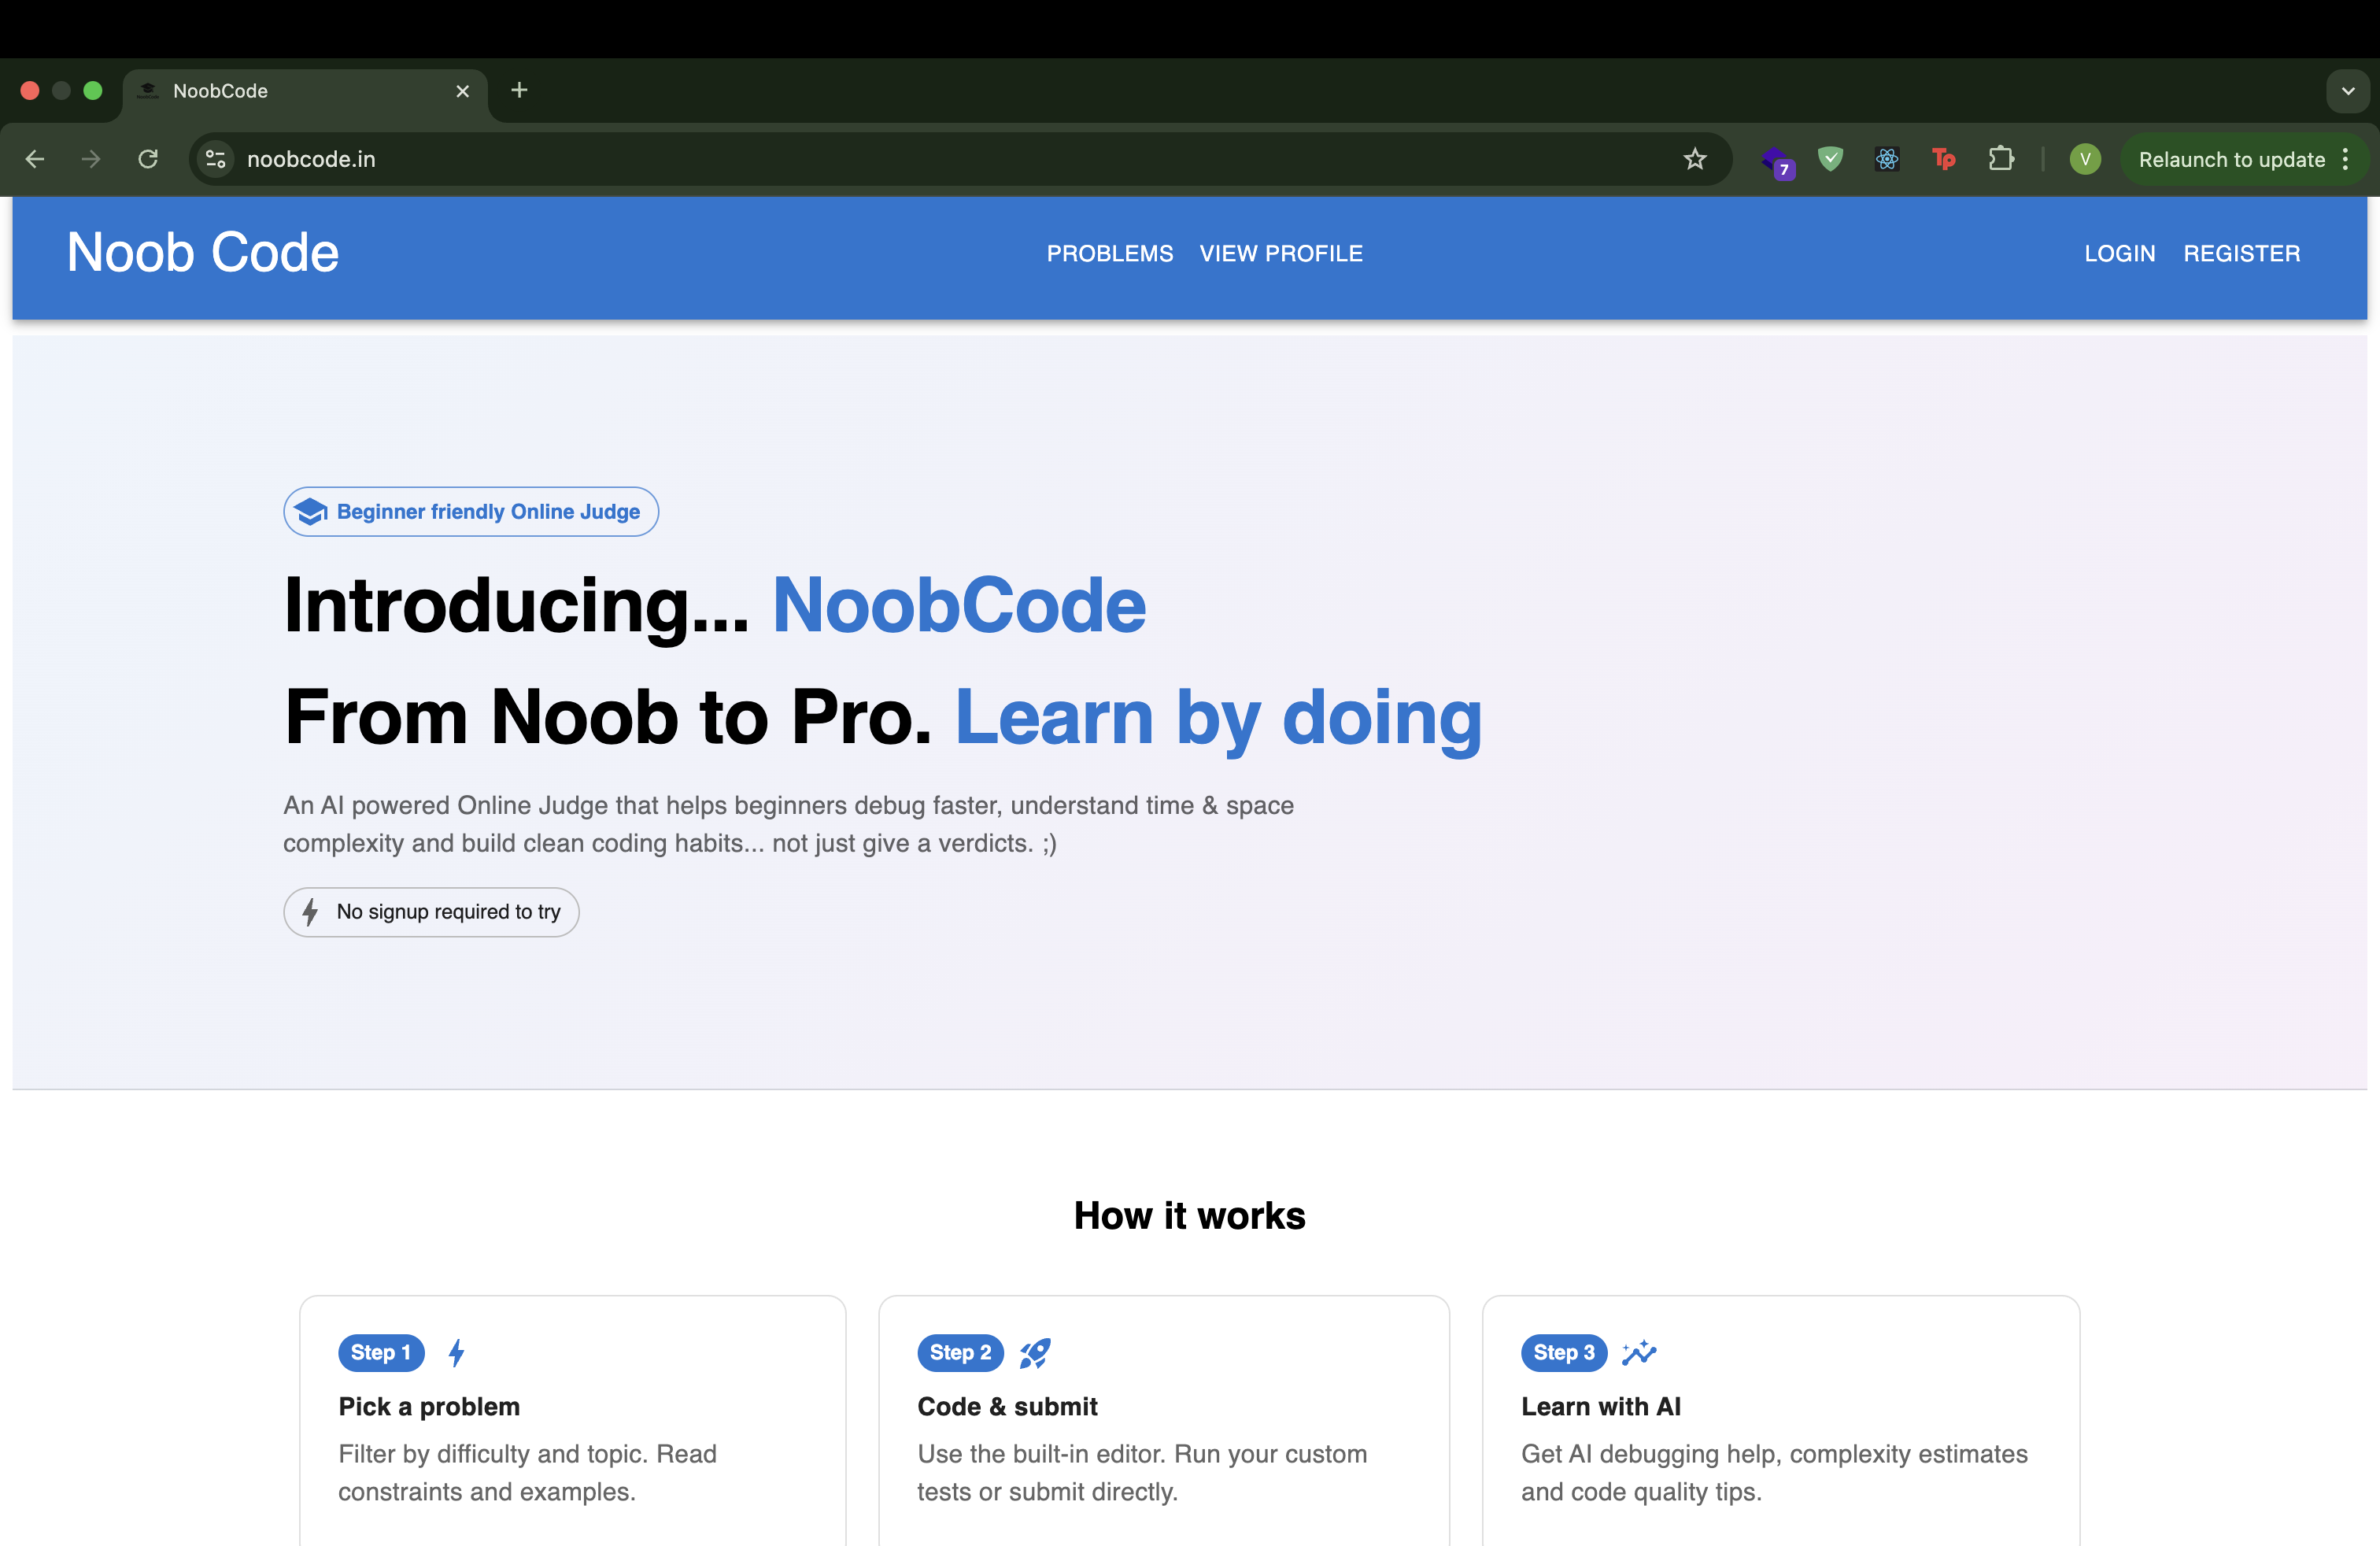 NoobCode
noobcode.in
7
V
Relaunch to update
Noob Code
PROBLEMS
VIEW PROFILE
LOGIN
REGISTER
Beginner friendly Online Judge
Introducing... NoobCode
From Noob to Pro. Learn by doing
An AI powered Online Judge that helps beginners debug faster, understand time & space
complexity and build clean coding habits... not just give a verdicts. ;)
No signup required to try
How it works
Step 1
Pick a problem
Filter by difficulty and topic. Read
constraints and examples.
Step 2
Code & submit
Use the built-in editor. Run your custom
tests or submit directly.
Step 3
Learn with AI
Get AI debugging help, complexity estimates
and code quality tips.